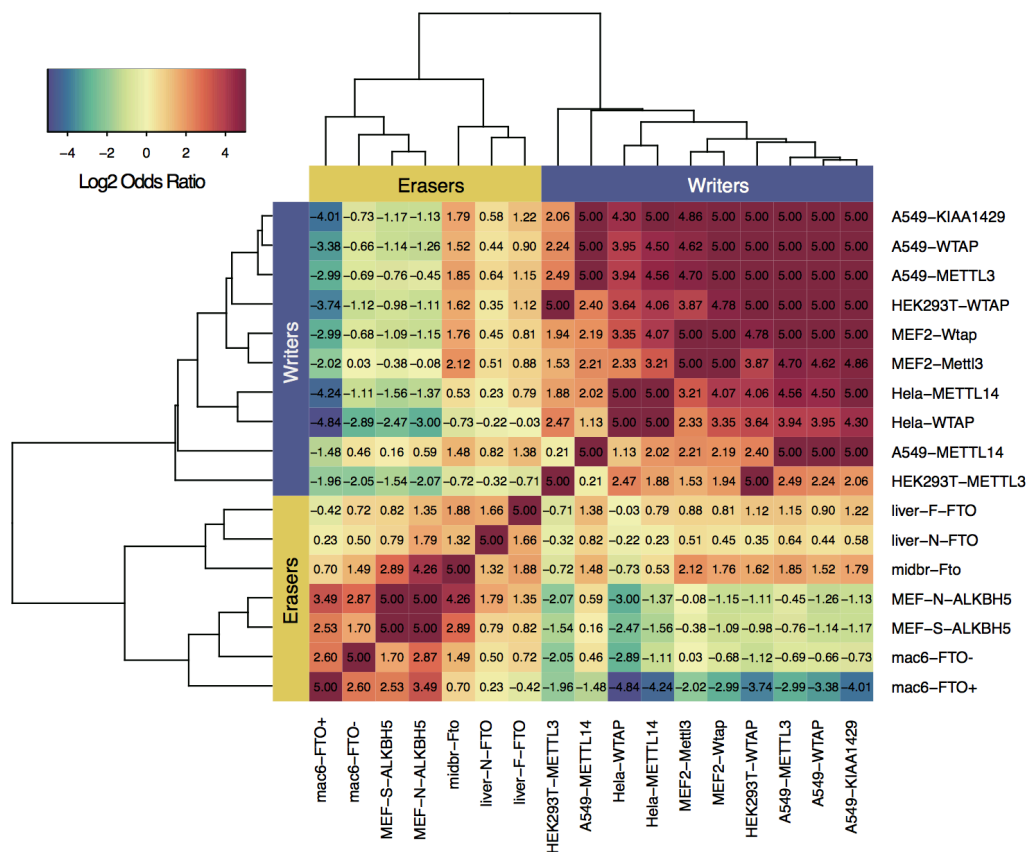 −4 −2 0 2 4
Log2 Odds Ratio
Erasers Writers
Writers
Erasers
−4.01 −0.73 −1.17 −1.13 1.79 0.58 1.22 2.06 5.00 4.30 5.00 4.86 5.00 5.00 5.00 5.00 5.00 A549−KIAA1429
−3.38 −0.66 −1.14 −1.26 1.52 0.44 0.90 2.24 5.00 3.95 4.50 4.62 5.00 5.00 5.00 5.00 5.00 A549−WTAP
−2.99 −0.69 −0.76 −0.45 1.85 0.64 1.15 2.49 5.00 3.94 4.56 4.70 5.00 5.00 5.00 5.00 5.00 A549−METTL3
−3.74 −1.12 −0.98 −1.11 1.62 0.35 1.12 5.00 2.40 3.64 4.06 3.87 4.78 5.00 5.00 5.00 5.00 HEK293T−WTAP
−2.99 −0.68 −1.09 −1.15 1.76 0.45 0.81 1.94 2.19 3.35 4.07 5.00 5.00 4.78 5.00 5.00 5.00 MEF2−Wtap
−2.02 0.03 −0.38 −0.08 2.12 0.51 0.88 1.53 2.21 2.33 3.21 5.00 5.00 3.87 4.70 4.62 4.86 MEF2−Mettl3
−4.24 −1.11 −1.56 −1.37 0.53 0.23 0.79 1.88 2.02 5.00 5.00 3.21 4.07 4.06 4.56 4.50 5.00 Hela−METTL14
−4.84 −2.89 −2.47 −3.00 −0.73 −0.22 −0.03 2.47 1.13 5.00 5.00 2.33 3.35 3.64 3.94 3.95 4.30 Hela−WTAP
−1.48 0.46 0.16 0.59 1.48 0.82 1.38 0.21 5.00 1.13 2.02 2.21 2.19 2.40 5.00 5.00 5.00 A549−METTL14
−1.96 −2.05 −1.54 −2.07 −0.72 −0.32 −0.71 5.00 0.21 2.47 1.88 1.53 1.94 5.00 2.49 2.24 2.06 HEK293T−METTL3
−0.42 0.72 0.82 1.35 1.88 1.66 5.00 −0.71 1.38 −0.03 0.79 0.88 0.81 1.12 1.15 0.90 1.22 liver−F−FTO
0.23 0.50 0.79 1.79 1.32 5.00 1.66 −0.32 0.82 −0.22 0.23 0.51 0.45 0.35 0.64 0.44 0.58 liver−N−FTO
0.70 1.49 2.89 4.26 5.00 1.32 1.88 −0.72 1.48 −0.73 0.53 2.12 1.76 1.62 1.85 1.52 1.79 midbr−Fto
3.49 2.87 5.00 5.00 4.26 1.79 1.35 −2.07 0.59 −3.00 −1.37 −0.08 −1.15 −1.11 −0.45 −1.26 −1.13 MEF−N−ALKBH5
2.53 1.70 5.00 5.00 2.89 0.79 0.82 −1.54 0.16 −2.47 −1.56 −0.38 −1.09 −0.98 −0.76 −1.14 −1.17 MEF−S−ALKBH5
2.60 5.00 1.70 2.87 1.49 0.50 0.72 −2.05 0.46 −2.89 −1.11 0.03 −0.68 −1.12 −0.69 −0.66 −0.73 mac6−FTO−
5.00 2.60 2.53 3.49 0.70 0.23 −0.42 −1.96 −1.48 −4.84 −4.24 −2.02 −2.99 −3.74 −2.99 −3.38 −4.01 mac6−FTO+
mac6−FTO+
mac6−FTO−
MEF−S−ALKBH5
MEF−N−ALKBH5
midbr−Fto
liver−N−FTO
liver−F−FTO
HEK293T−METTL3
A549−METTL14
Hela−WTAP
Hela−METTL14
MEF2−Mettl3
MEF2−Wtap
HEK293T−WTAP
A549−METTL3
A549−WTAP
A549−KIAA1429